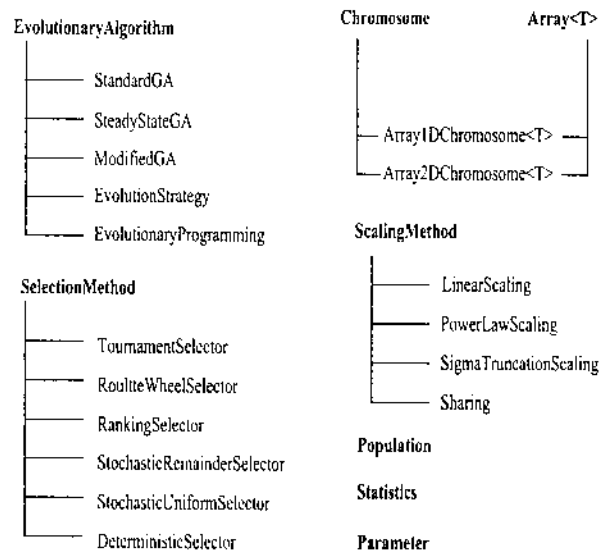 EvolutionaryAlgorithm
StandardGA
SteadyStateGA
ModifiedGA
EvolutionStrategy
EvolutionaryProgramming
SelectionMethod
TournamentSelector
RoultteWheelSelector
RankingSelector
StochasticRemainderSelector
StochasticUniformSelector
DeterministicSelector
Chromosome
Array<T>
Array1DChromosome<T>
Array2DChromosome<T>
ScalingMethod
LinearScaling
PowerLawScaling
SigmaTruncationScaling
Sharing
Population
Statistics
Parameter